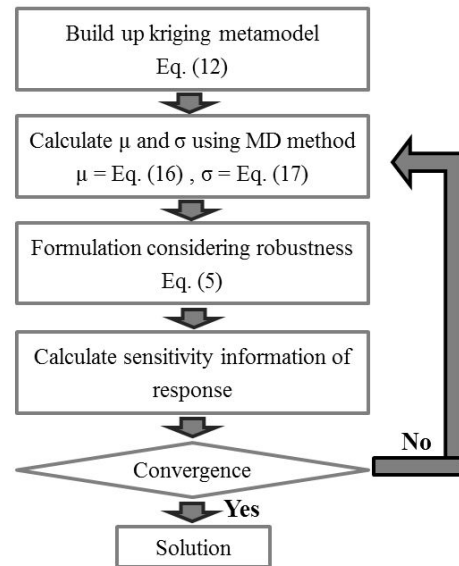 Build up kriging metamodel
Eq. (12)
Calculate μ and σ using MD method
μ = Eq. (16) , σ = Eq. (17)
Formulation considering robustness
Eq. (5)
Calculate sensitivity information of
response
Convergence
No
Yes
Solution